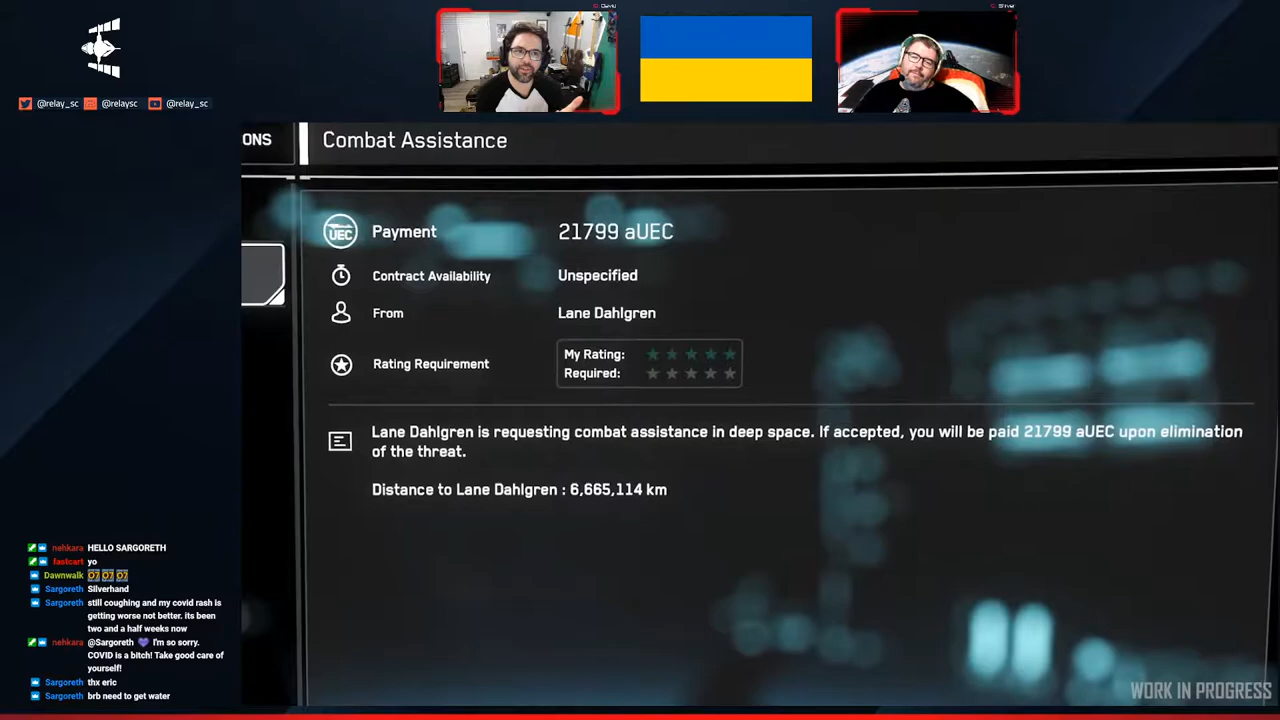 David
Silver
@relay_sc @relaysc @relay_sc
ONS
Combat Assistance
UEC Payment 21799 aUEC
Contract Availability Unspecified
From Lane Dahlgren
Rating Requirement
My Rating: ★ ★ ★ ★ ★
Required: ★ ★ ★ ★ ★
Lane Dahlgren is requesting combat assistance in deep space. If accepted, you will be paid 21799 aUEC upon elimination
of the threat.
Distance to Lane Dahlgren : 6,665,114 km
nehkara HELLO SARGORETH
fastcart yo
Dawnwalk
Sargoreth Silverhand
Sargoreth still coughing and my covid rash is
getting worse not better. its been
two and a half weeks now
nehkara @Sargoreth 💜 I'm so sorry.
COVID is a bitch! Take good care of
yourself!
Sargoreth thx eric
Sargoreth brb need to get water
WORK IN PROGRESS